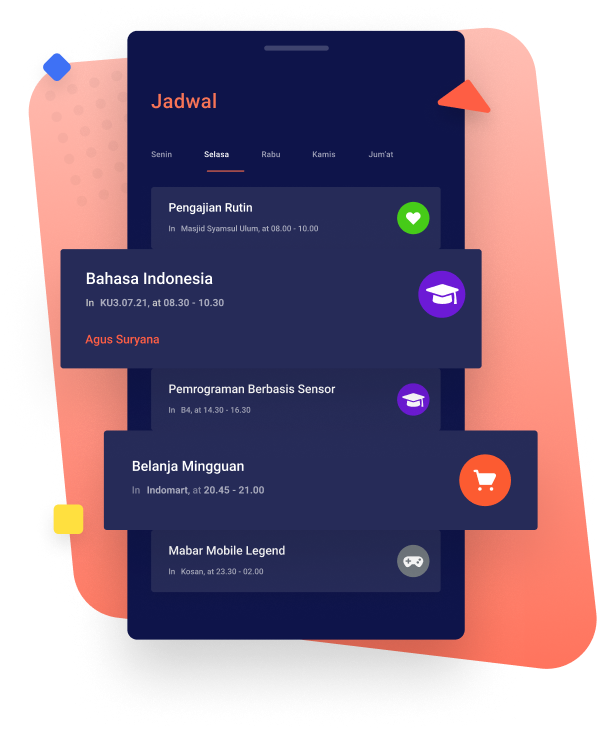 Jadwal
Senin Selasa Rabu Kamis Jum'at
Pengajian Rutin
In Masjid Syamsul Ulum, at 08.00 - 10.00
Bahasa Indonesia
In KU3.07.21, at 08.30 - 10.30
Agus Suryana
Pemrograman Berbasis Sensor
In B4, at 14.30 - 16.30
Belanja Mingguan
In Indomart, at 20.45 - 21.00
Mabar Mobile Legend
In Kosan, at 23.30 - 02.00